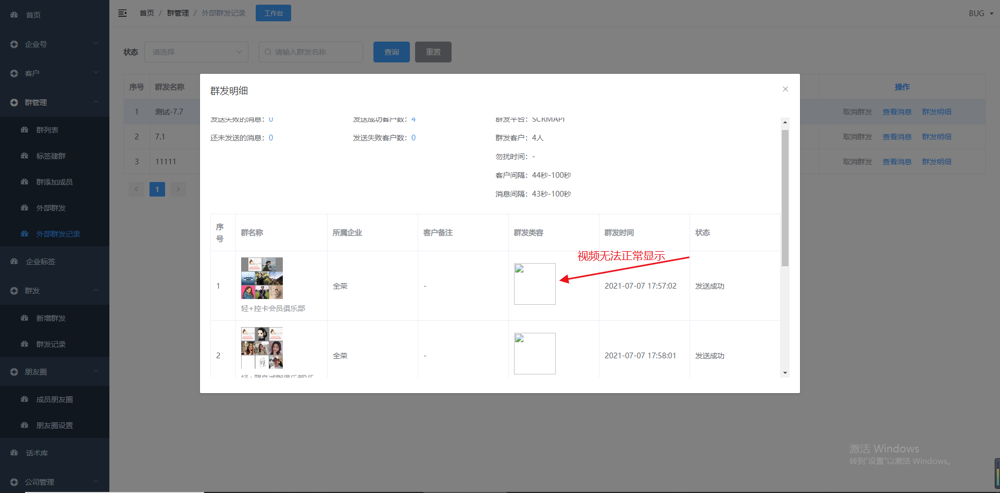 首页
企业号
客户
群管理
群列表
标签建群
群添加成员
外部群发
外部群发记录
企业标签
群发
新增群发
群发记录
朋友圈
成员朋友圈
朋友圈设置
话术库
公司管理
首页 / 群管理 / 外部群发记录 工作台
BUG
状态 请选择 请输入群发名称 查询 重置
序号 群发名称 操作
1 测试-7.7 取消群发 查看消息 群发明细
2 7.1 取消群发 查看消息 群发明细
3 11111 取消群发 查看消息 群发明细
1
群发明细
发送失败的消息：0 发送成功客户数：4 群发平台：SCRMAPI
还未发送的消息：0 发送失败客户数：0 群发客户：4人
勿扰时间：-
客户间隔：44秒-100秒
消息间隔：43秒-100秒
序号 群名称 所属企业 客户备注 群发类容 群发时间 状态
视频无法正常显示
1 全荣 - 2021-07-07 17:57:02 发送成功
轻+控卡会员俱乐部
2 全荣 - 2021-07-07 17:58:01 发送成功
激活 Windows
转到"设置"以激活 Windows。